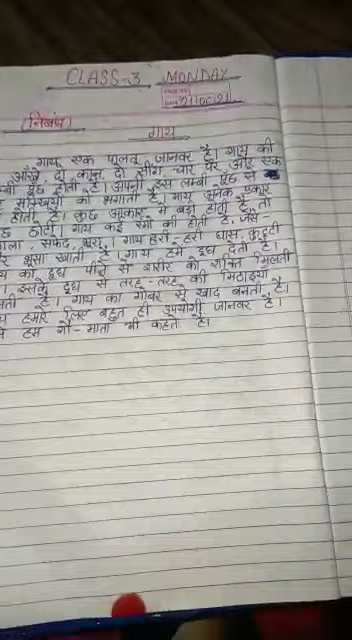 CLASS-3 MONDAY
(निबंध)
गाय
गाय एक पालतू जानवर है। गाय की
आँखें, दो कान, दो सींग, चार पैर और एक
पूँछ होती है। अपनी इस लम्बी पूँछ से
मक्खियों को भगाती है। गाय अनेक प्रकार
होती है। कुछ आकार में बड़ी होती है, तो
छोटी। गाय कई रंगों की होती है, जैसे-
सफेद, भूरा। गाय हरी हरी घास, कुट्टी
भूसा खाती है। गाय हमें दूध देती है।
का दूध पीने से शरीर को शक्ति मिलती
। इसके दूध से तरह-तरह की मिठाइयाँ
है। गाय का गोबर से खाद बनती है।
हमारे लिए बहुत ही उपयोगी जानवर है।
हम गौ-माता भी कहते है।